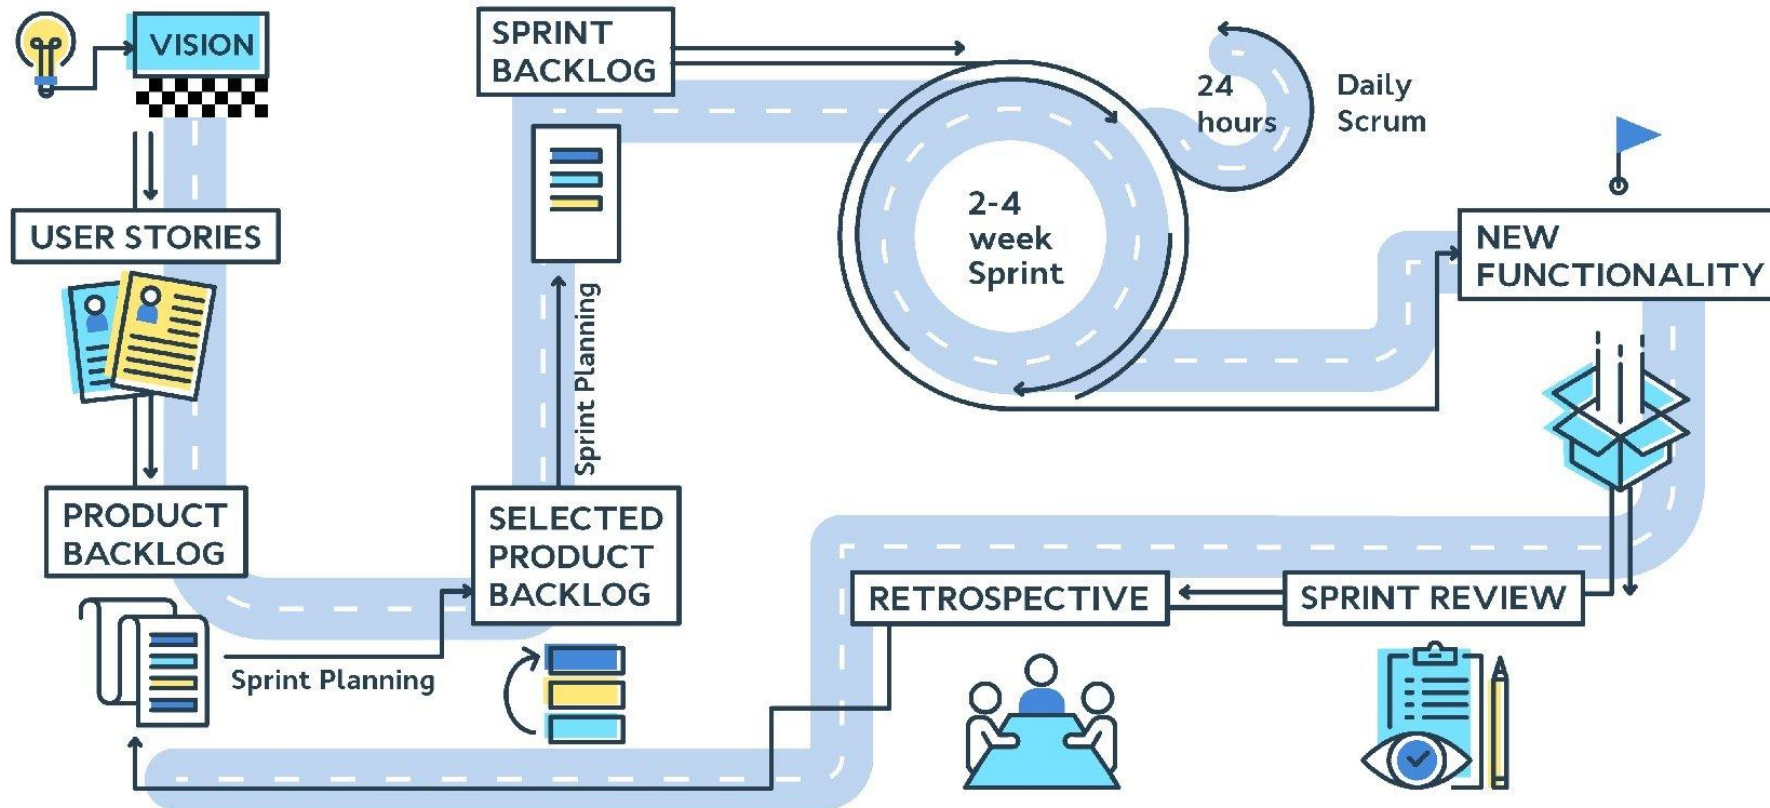 VISION
USER STORIES
PRODUCT
BACKLOG
Sprint Planning
SELECTED
PRODUCT
BACKLOG
Sprint Planning
SPRINT
BACKLOG
2-4
week
Sprint
24
hours
Daily
Scrum
NEW
FUNCTIONALITY
SPRINT REVIEW
RETROSPECTIVE